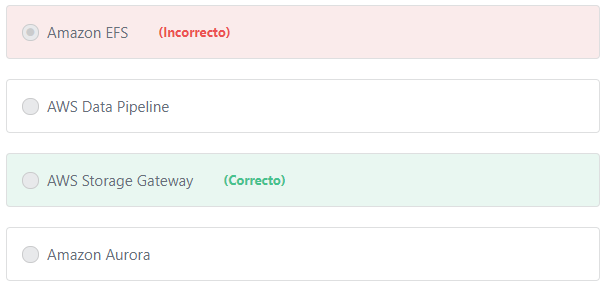 Amazon EFS (Incorrecto)
AWS Data Pipeline
AWS Storage Gateway (Correcto)
Amazon Aurora